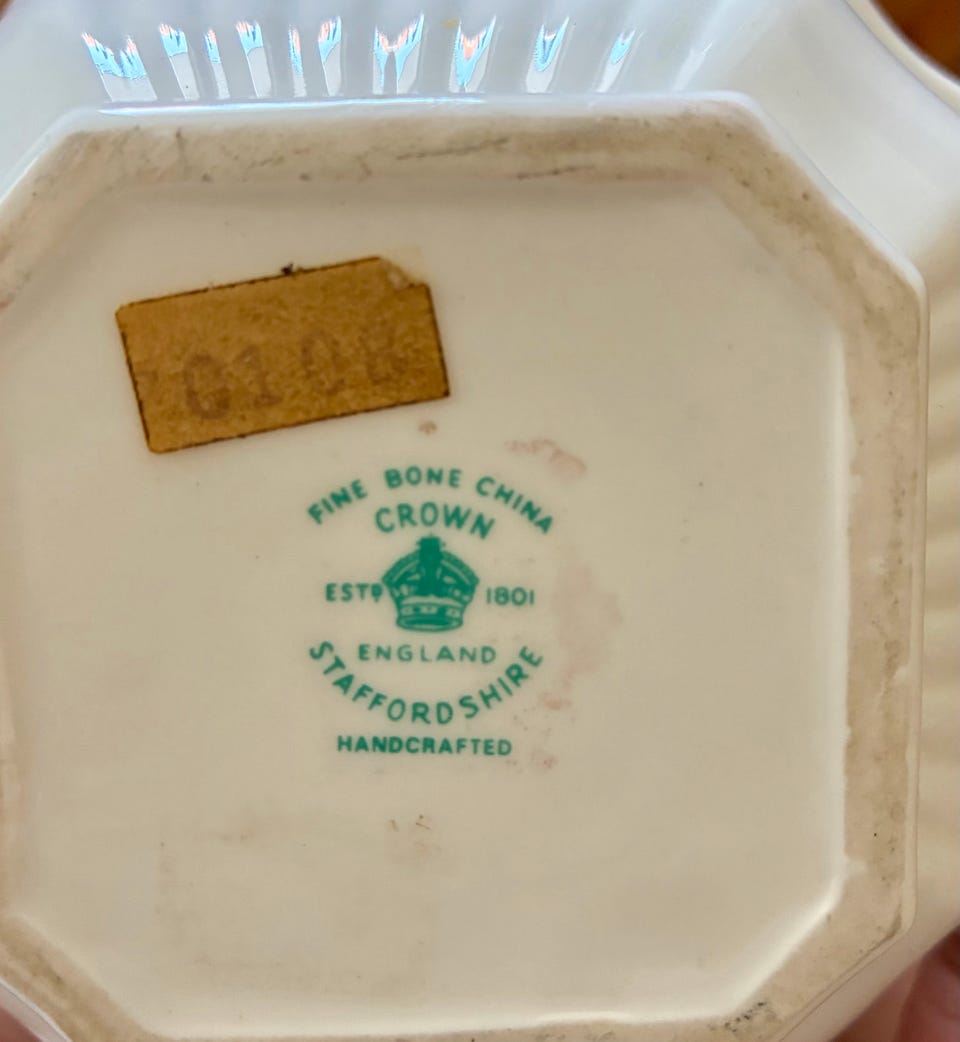 FINE BONE CHINA
CROWN
ESTD 1801
ENGLAND
STAFFORDSHIRE
HANDCRAFTED